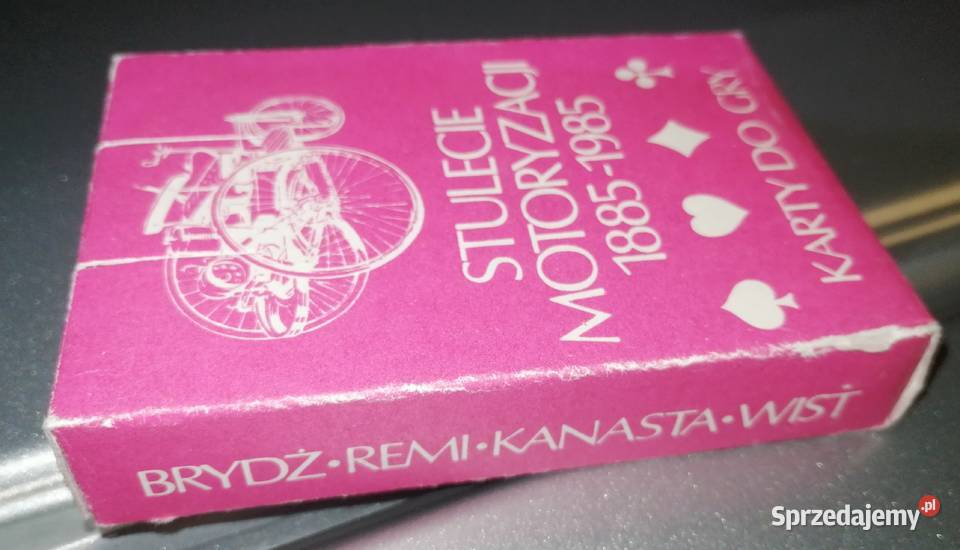 STULECIE
MOTORYZACJI
1885-1985
KARTY DO GRY
BRYDŻ•REMI•KANASTA•WIST
Sprzedajemy.pl